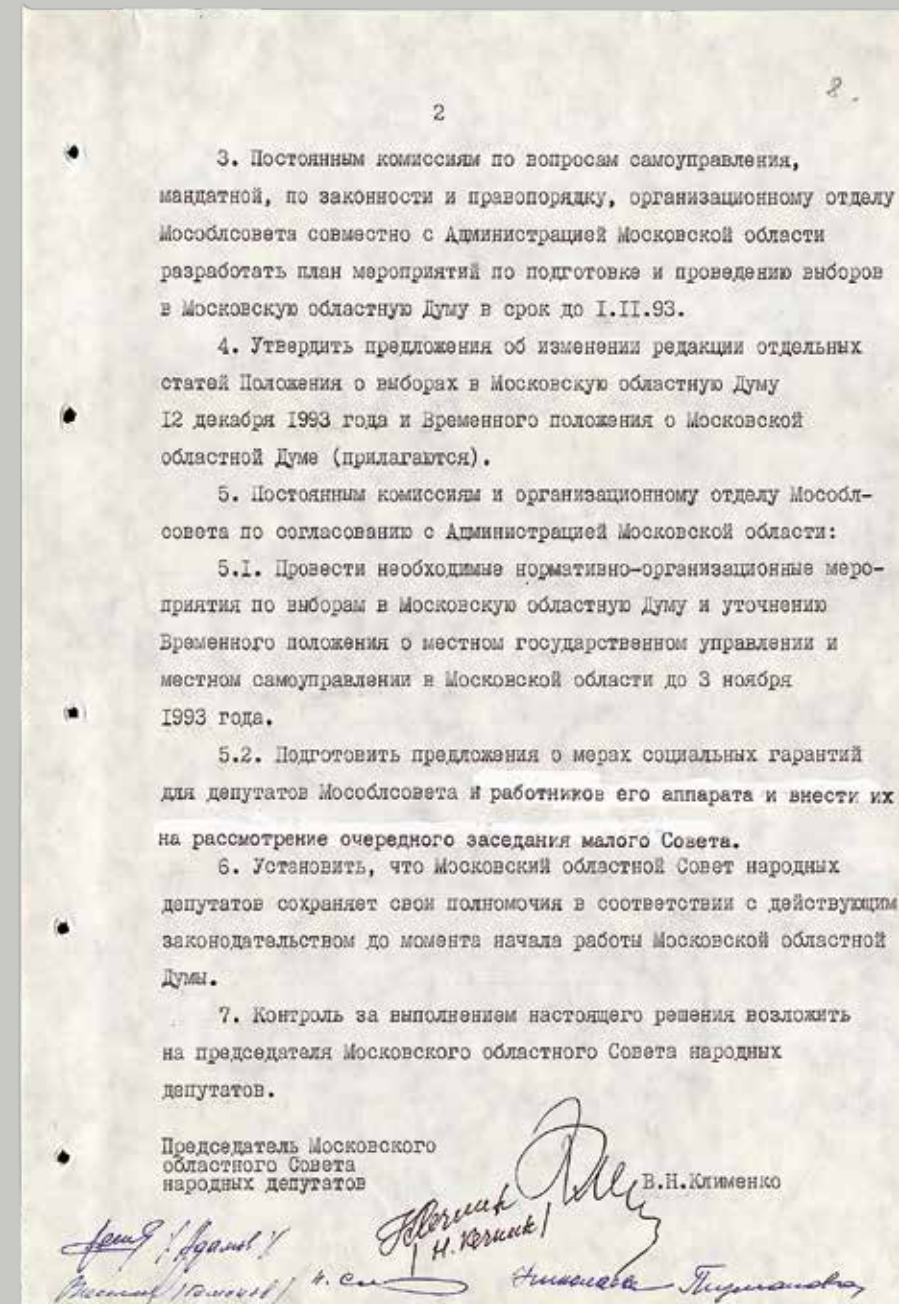 8.
2
3. Постоянным комиссиям по вопросам самоуправления,
мандатной, по законности и правопорядку, организационному отделу
Мособлсовета совместно с Администрацией Московской области
разработать план мероприятий по подготовке и проведению выборов
в Московскую областную Думу в срок до I.II.93.
4. Утвердить предложения об изменении редакции отдельных
статей Положения о выборах в Московскую областную Думу
I2 декабря I993 года и Временного положения о Московской
областной Думе (прилагаются).
5. Постоянным комиссиям и организационному отделу Мособл-
совета по согласованию с Администрацией Московской области:
5.I. Провести необходимые нормативно-организационные меро-
приятия по выборам в Московскую областную Думу и уточнению
Временного положения о местном государственном управлении и
местном самоуправлении в Московской области до 3 ноября
I993 года.
5.2. Подготовить предложения о мерах социальных гарантий
для депутатов Мособлсовета и работников его аппарата и внести их
на рассмотрение очередного заседания малого Совета.
6. Установить, что Московский областной Совет народных
депутатов сохраняет свои полномочия в соответствии с действующим
законодательством до момента начала работы Московской областной
Думы.
7. Контроль за выполнением настоящего решения возложить
на председателя Московского областного Совета народных
депутатов.
Председатель Московского
областного Совета
народных депутатов
В.Н.Клименко
/Адамов/